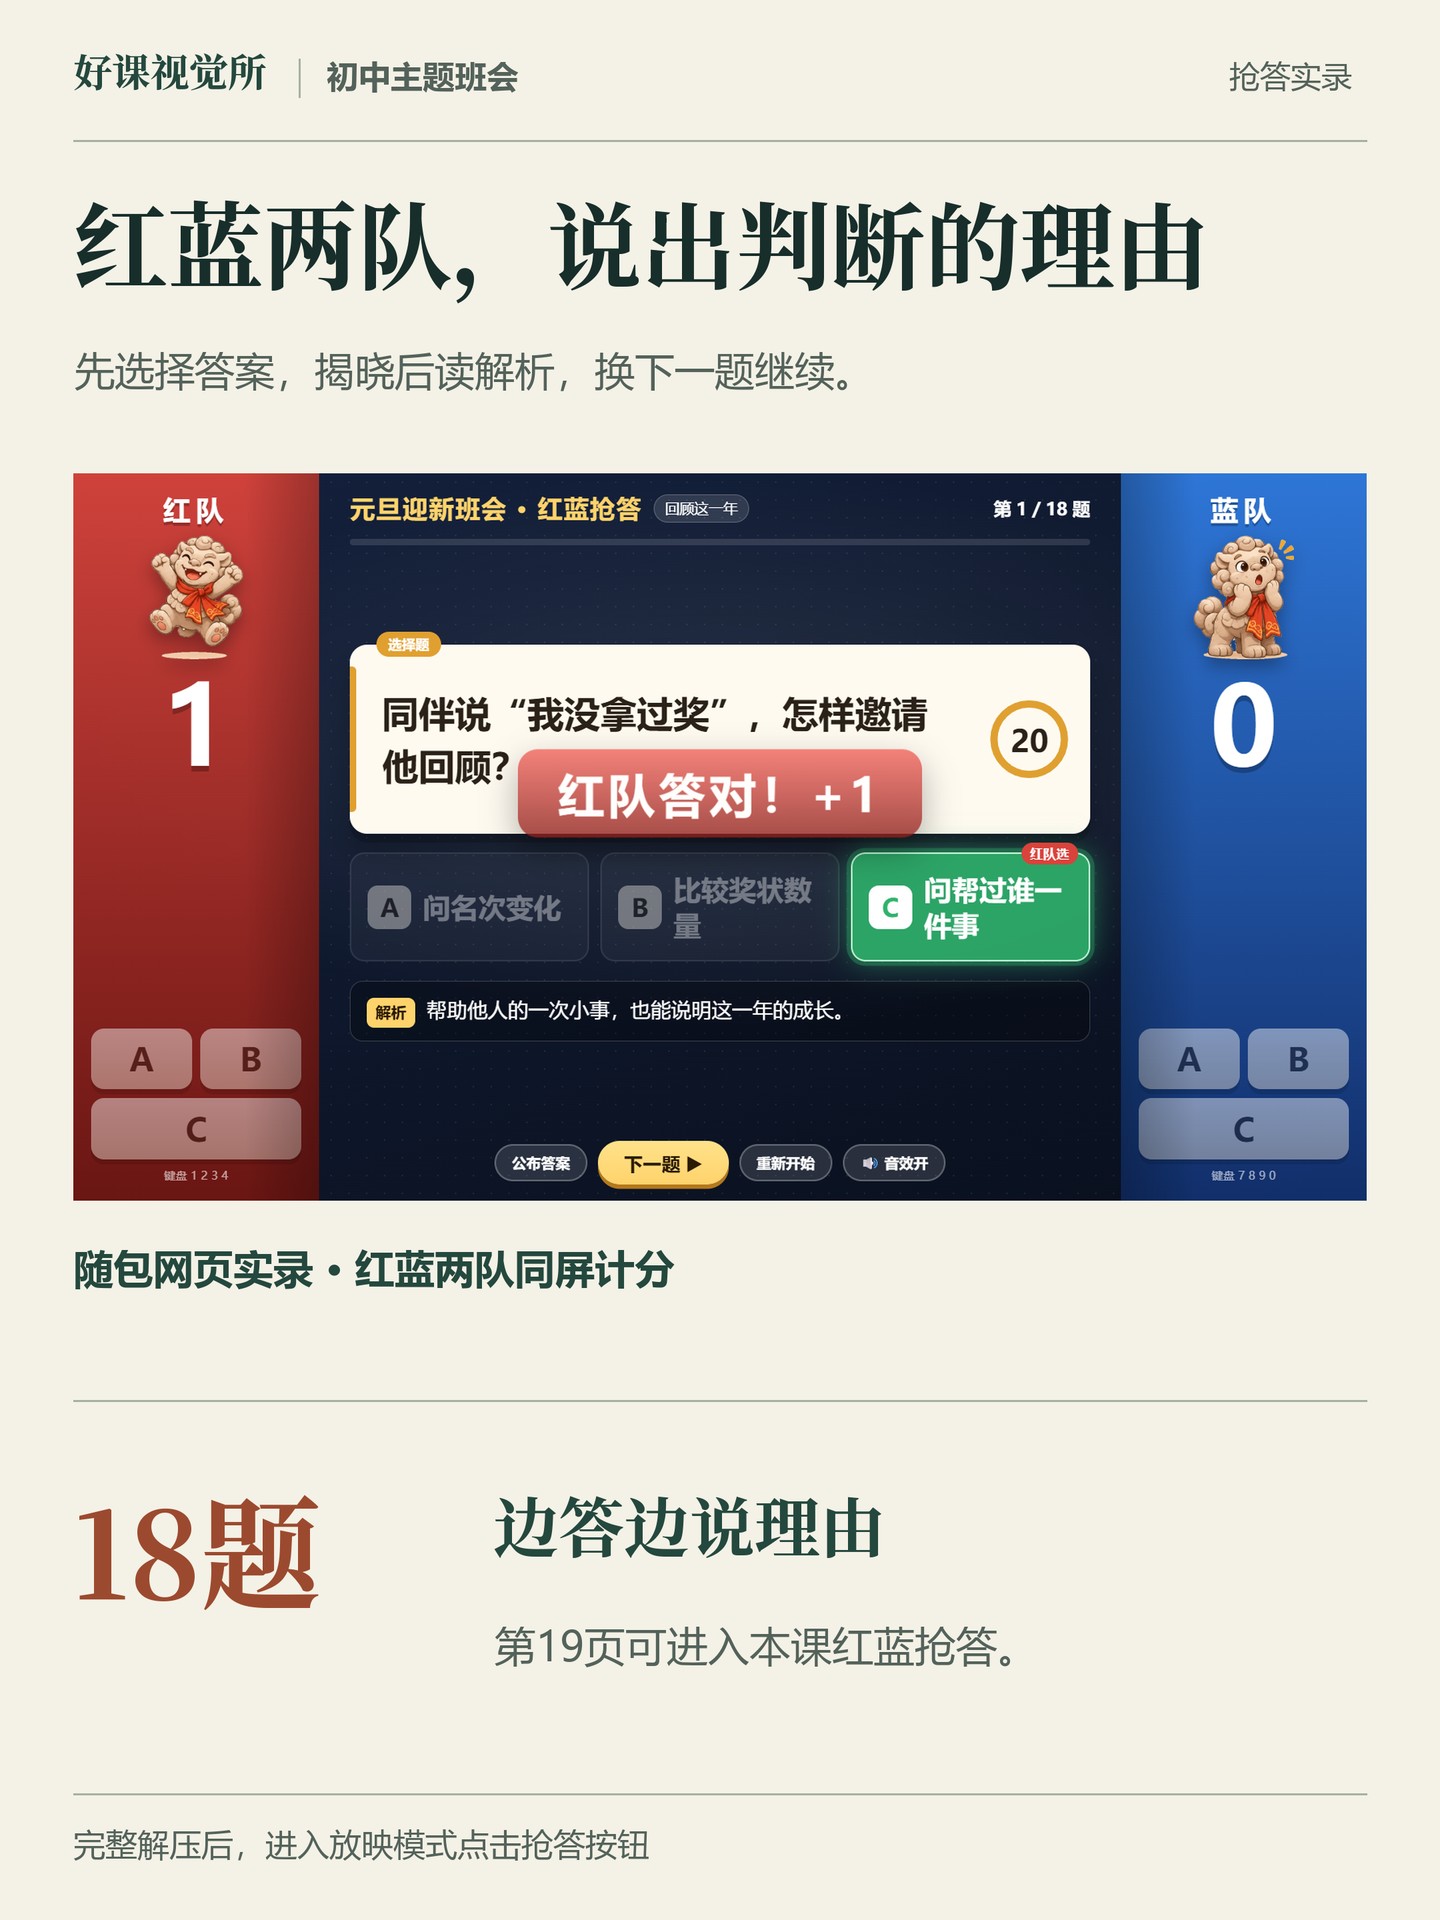 好课视觉所
初中主题班会
抢答实录
红蓝两队，说出判断的理由
先选择答案，揭晓后读解析，换下一题继续。
红队
元旦迎新班会·红蓝抢答
回顾这一年
第 1 / 18 题
蓝队
选择题
1
0
同伴说“我没拿过奖”，怎样邀请
他回顾？
20
红队答对！ +1
红队选
A 问名次变化
B 比较奖状数
量
C 问帮过谁一
件事
解析 帮助他人的一次小事，也能说明这一年的成长。
A B
C
键盘 1 2 3 4
A B
C
键盘 7 8 9 0
公布答案
下一题 ▶
重新开始
🔊 音效开
随包网页实录·红蓝两队同屏计分
18题
边答边说理由
第19页可进入本课红蓝抢答。
完整解压后，进入放映模式点击抢答按钮